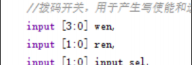 //拨码开关，用于产生写使能和
input [3:0] wen,
input [1:0] ren,
input [1:0] input_sel,